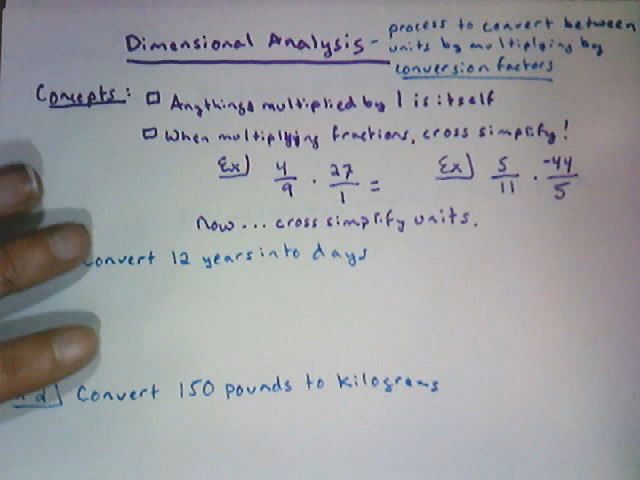 Dimensional Analysis - process to convert between
units by multiplying by
conversion factors
Concepts: Anything multiplied by 1 is itself
When multiplying fractions, cross simplify!
Ex] 4/9 · 27/1 = Ex] 5/11 · -44/5
Now... cross simplify units.
convert 12 years into days
Convert 150 pounds to kilograms